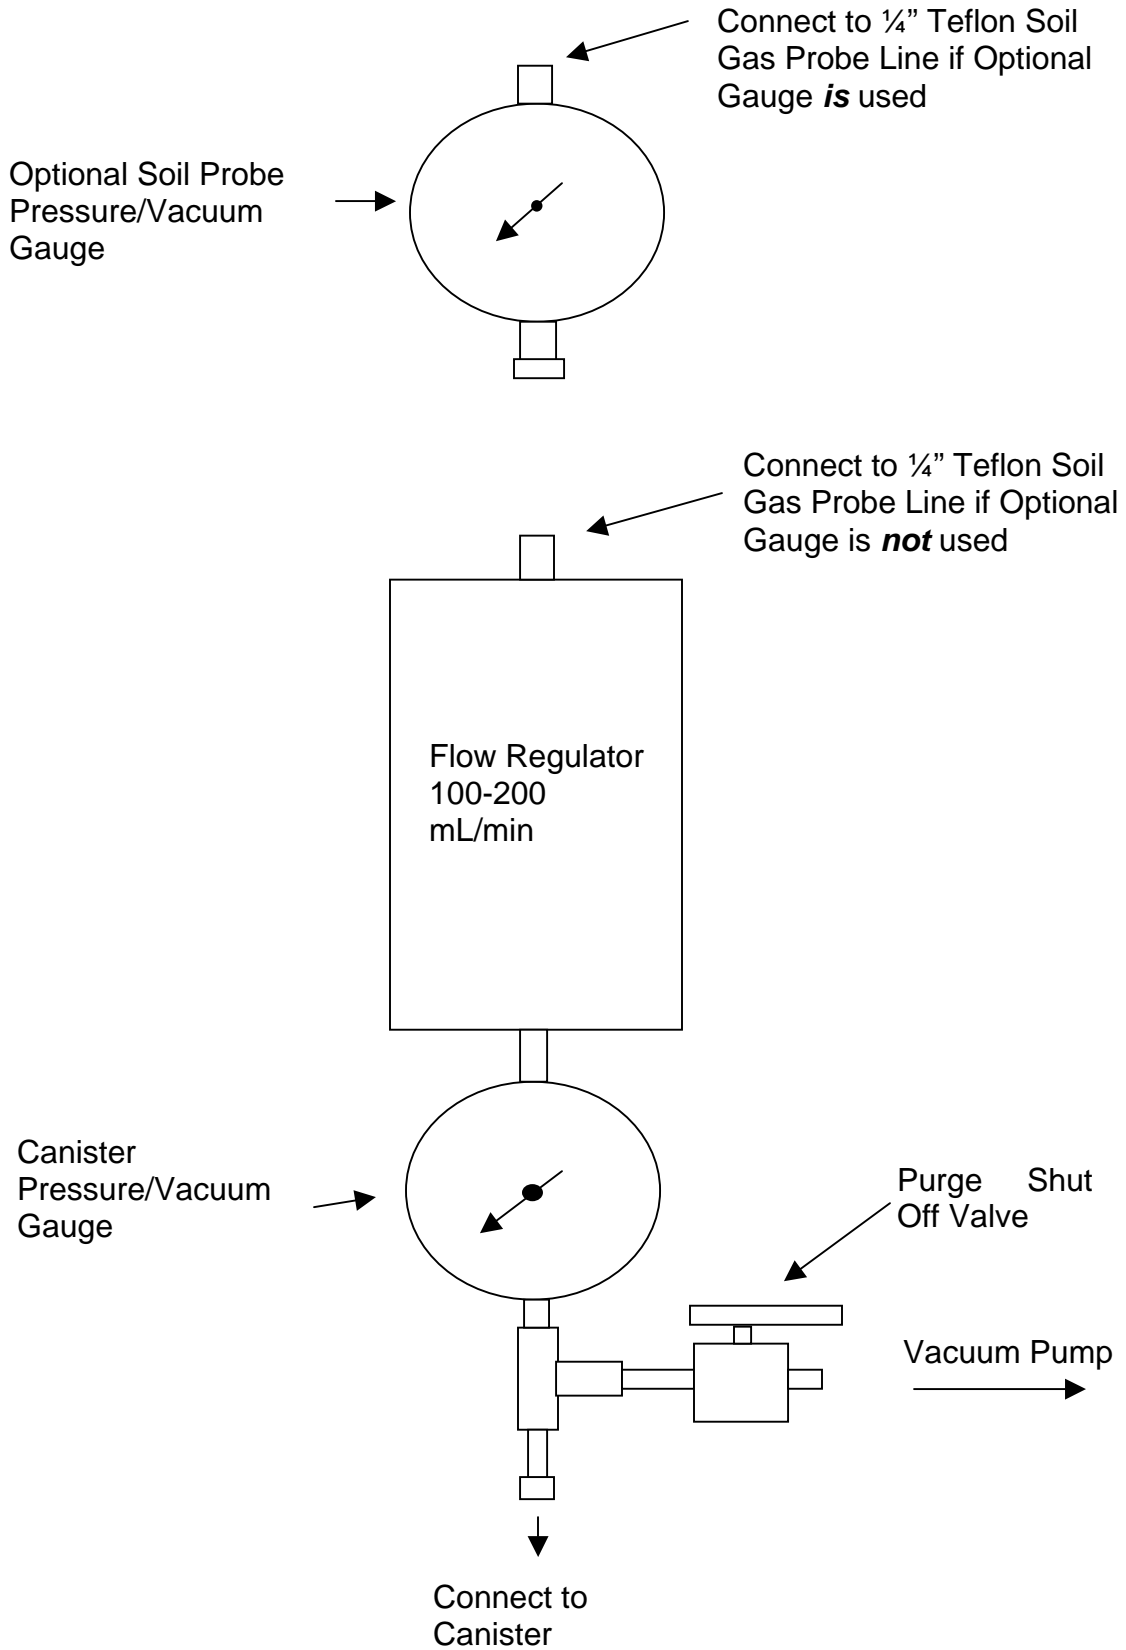 Connect to ¼” Teflon Soil
Gas Probe Line if Optional
Gauge is used
Optional Soil Probe
Pressure/Vacuum
Gauge
Connect to ¼” Teflon Soil
Gas Probe Line if Optional
Gauge is not used
Flow Regulator
100-200
mL/min
Canister
Pressure/Vacuum
Gauge
Purge Shut
Off Valve
Vacuum Pump
Connect to
Canister